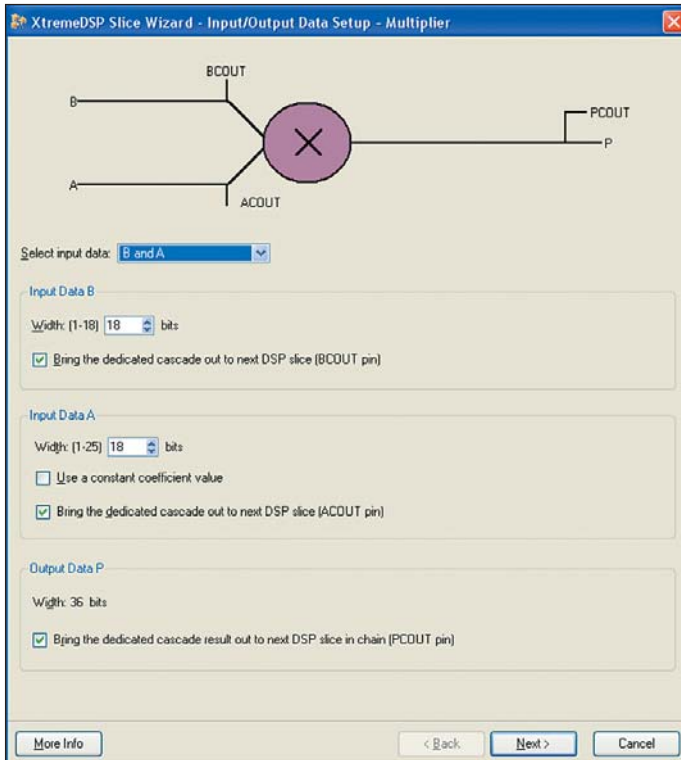 XtremeDSP Slice Wizard - Input/Output Data Setup - Multiplier
BCOUT
B
PCOUT
P
A
ACOUT
Select input data: B and A
Input Data B
Width: (1-18) 18 bits
Bring the dedicated cascade out to next DSP slice (BCOUT pin)
Input Data A
Width: (1-25) 18 bits
Use a constant coefficient value
Bring the dedicated cascade out to next DSP slice (ACOUT pin)
Output Data P
Width: 36 bits
Bring the dedicated cascade result out to next DSP slice in chain (PCOUT pin)
More Info < Back Next > Cancel